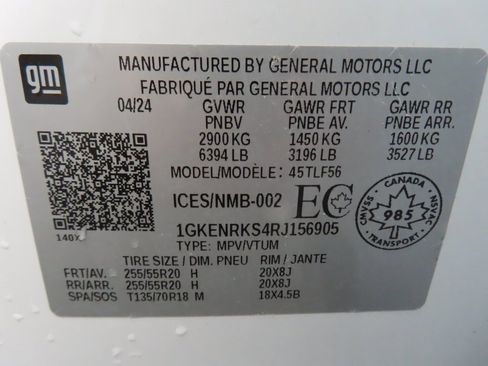 gm
MANUFACTURED BY GENERAL MOTORS LLC
FABRIQUÉ PAR GENERAL MOTORS LLC
04/24 GVWR GAWR FRT GAWR RR
PNBV PNBE AV. PNBE ARR.
2900 KG 1450 KG 1600 KG
6394 LB 3196 LB 3527 LB
MODEL/MODÈLE: 45TLF56
ICES/NMB-002 EC
1GKENRKS4RJ156905
TYPE: MPV/VTUM
CANADA
985
TRANSPORT
NSVAC
TIRE SIZE / DIM. PNEU RIM / JANTE
FRT/AV. 255/55R20 H 20X8J
RR/ARR. 255/55R20 H 20X8J
SPA/SOS T135/70R18 M 18X4.5B